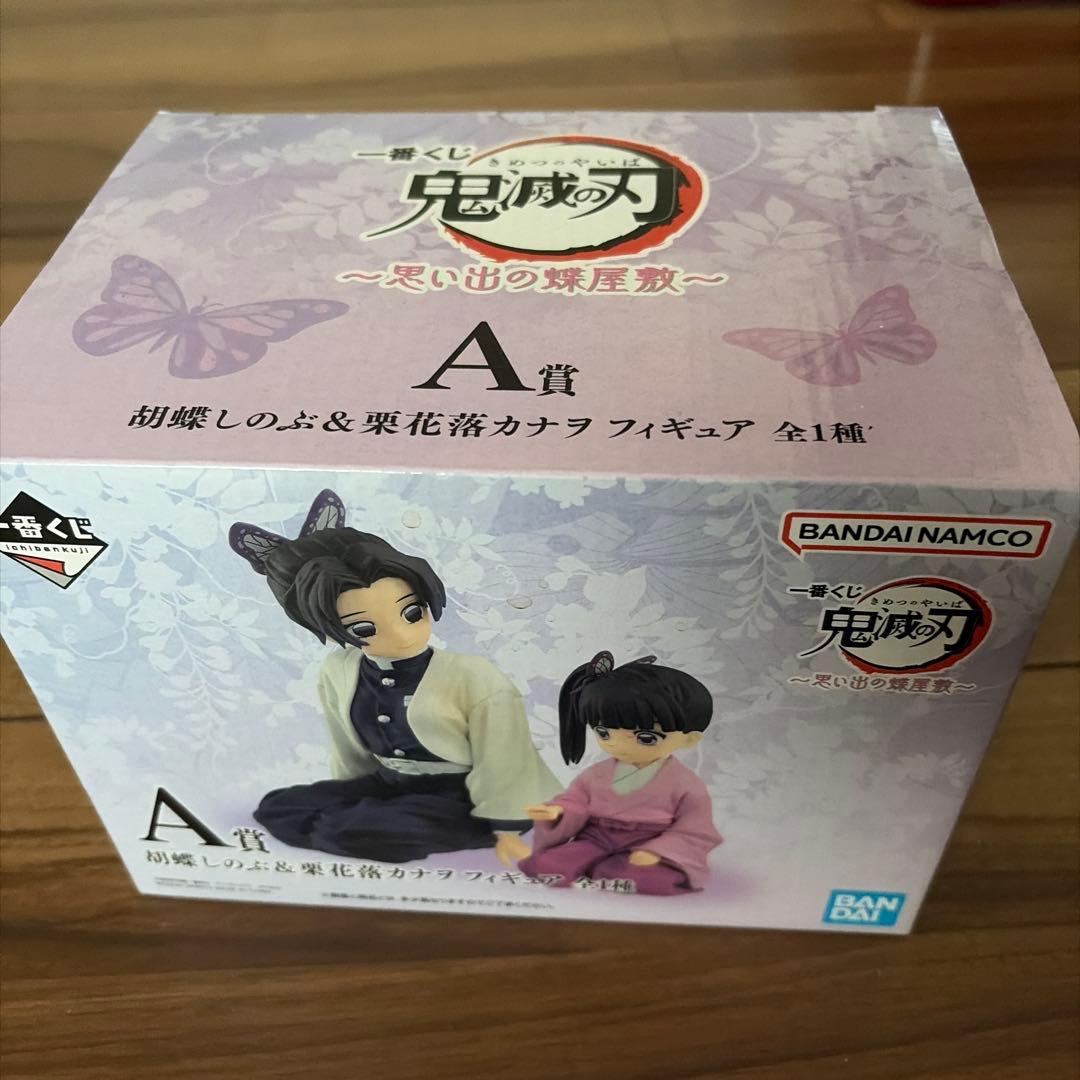 一番くじ
きめつのやいば
鬼滅の刃
～思い出の蝶屋敷～
A賞
胡蝶しのぶ＆栗花落カナヲ フィギュア 全1種
一番くじ
ichibankuji
BANDAI NAMCO
一番くじ
きめつのやいば
鬼滅の刃
～思い出の蝶屋敷～
A賞
胡蝶しのぶ＆栗花落カナヲ フィギュア 全1種
BAN
DAI